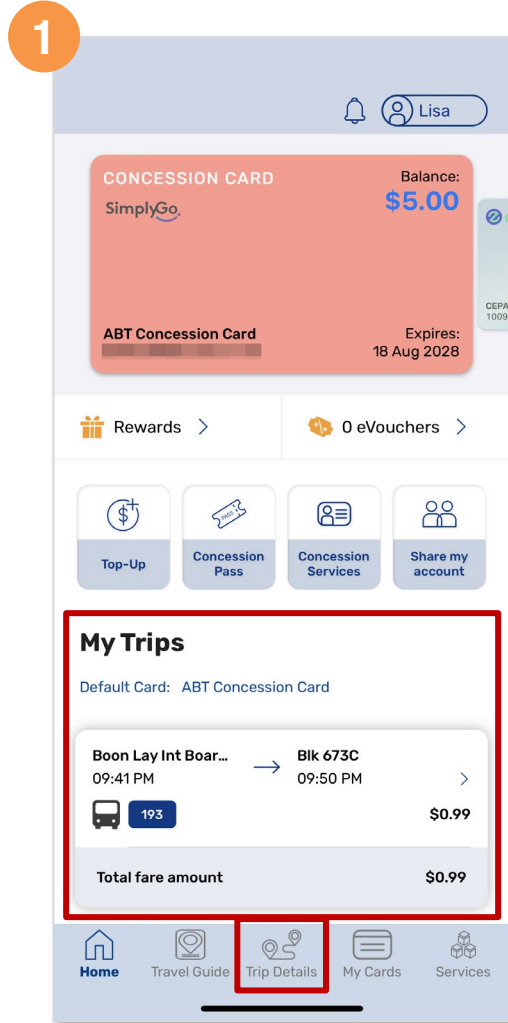 1
Lisa
CONCESSION CARD
Balance:
SimplyGo.
$5.00
ABT Concession Card
Expires:
18 Aug 2028
CEPA
1009
Rewards >
0 eVouchers >
$
PASS
Top-Up
Concession Pass
Concession Services
Share my account
My Trips
Default Card: ABT Concession Card
Boon Lay Int Boar... → Blk 673C
09:41 PM
09:50 PM
193
$0.99
Total fare amount
$0.99
Home
Travel Guide
Trip Details
My Cards
Services